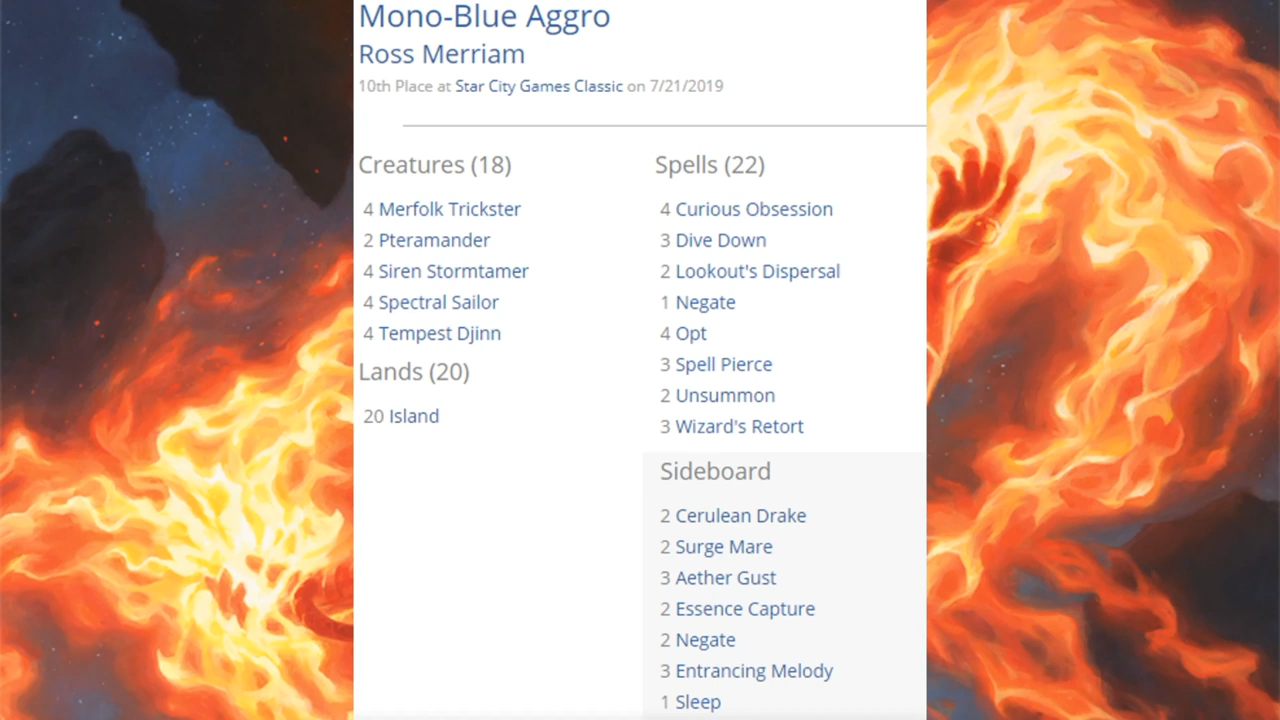 Mono-Blue Aggro
Ross Merriam
10th Place at Star City Games Classic on 7/21/2019
Creatures (18)
4 Merfolk Trickster
2 Pteramander
4 Siren Stormtamer
4 Spectral Sailor
4 Tempest Djinn
Lands (20)
20 Island
Spells (22)
4 Curious Obsession
3 Dive Down
2 Lookout's Dispersal
1 Negate
4 Opt
3 Spell Pierce
2 Unsummon
3 Wizard's Retort
Sideboard
2 Cerulean Drake
2 Surge Mare
3 Aether Gust
2 Essence Capture
2 Negate
3 Entrancing Melody
1 Sleep